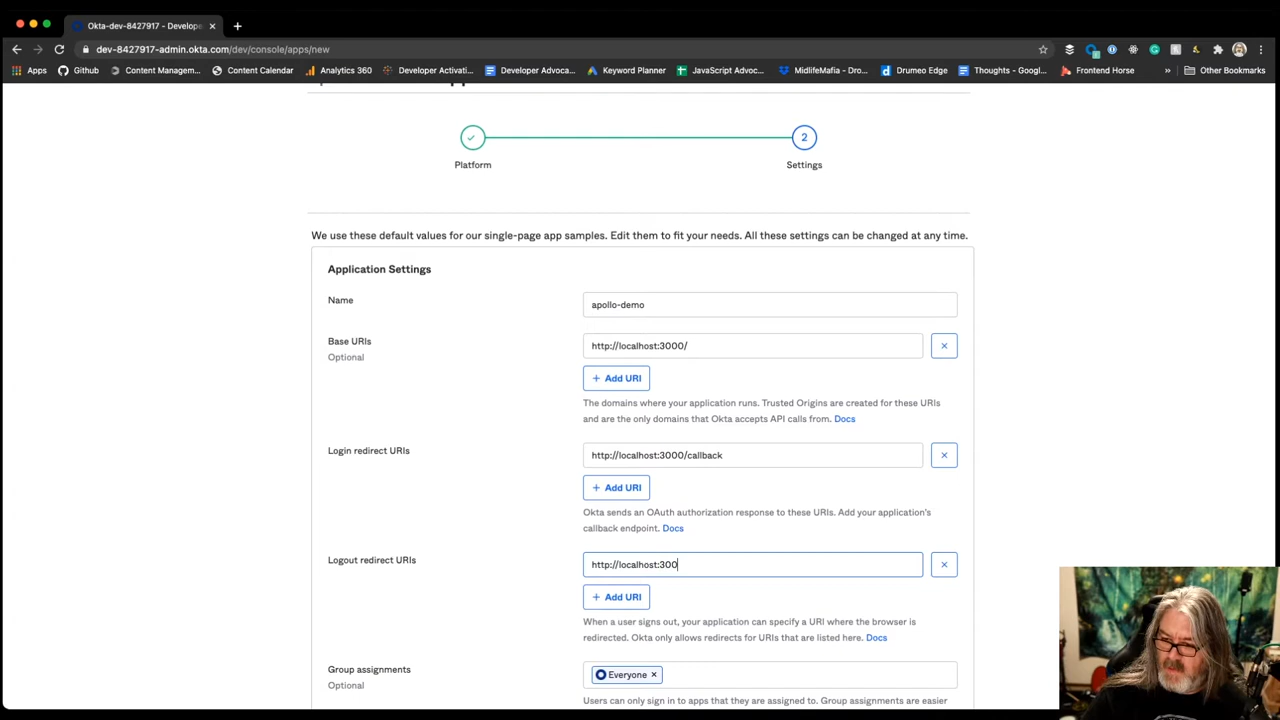 Okta-dev-8427917 - Develope
dev-8427917-admin.okta.com/dev/console/apps/new
Apps
Github
Content Managem...
Content Calendar
Analytics 360
Developer Activati...
Developer Advoca...
Keyword Planner
JavaScript Advoc...
MidlifeMafia – Dro...
Drumeo Edge
Thoughts – Googl...
Frontend Horse
»
Other Bookmarks
2
Platform
Settings
We use these default values for our single-page app samples. Edit them to fit your needs. All these settings can be changed at any time.
Application Settings
Name
apollo-demo
Base URIs
Optional
http://localhost:3000/
+ Add URI
The domains where your application runs. Trusted Origins are created for these URIs
and are the only domains that Okta accepts API calls from. Docs
Login redirect URIs
http://localhost:3000/callback
+ Add URI
Okta sends an OAuth authorization response to these URIs. Add your application's
callback endpoint. Docs
Logout redirect URIs
http://localhost:300
+ Add URI
When a user signs out, your application can specify a URI where the browser is
redirected. Okta only allows redirects for URIs that are listed here. Docs
Group assignments
Optional
Everyone ×
Users can only sign in to apps that they are assigned to. Group assignments are easier